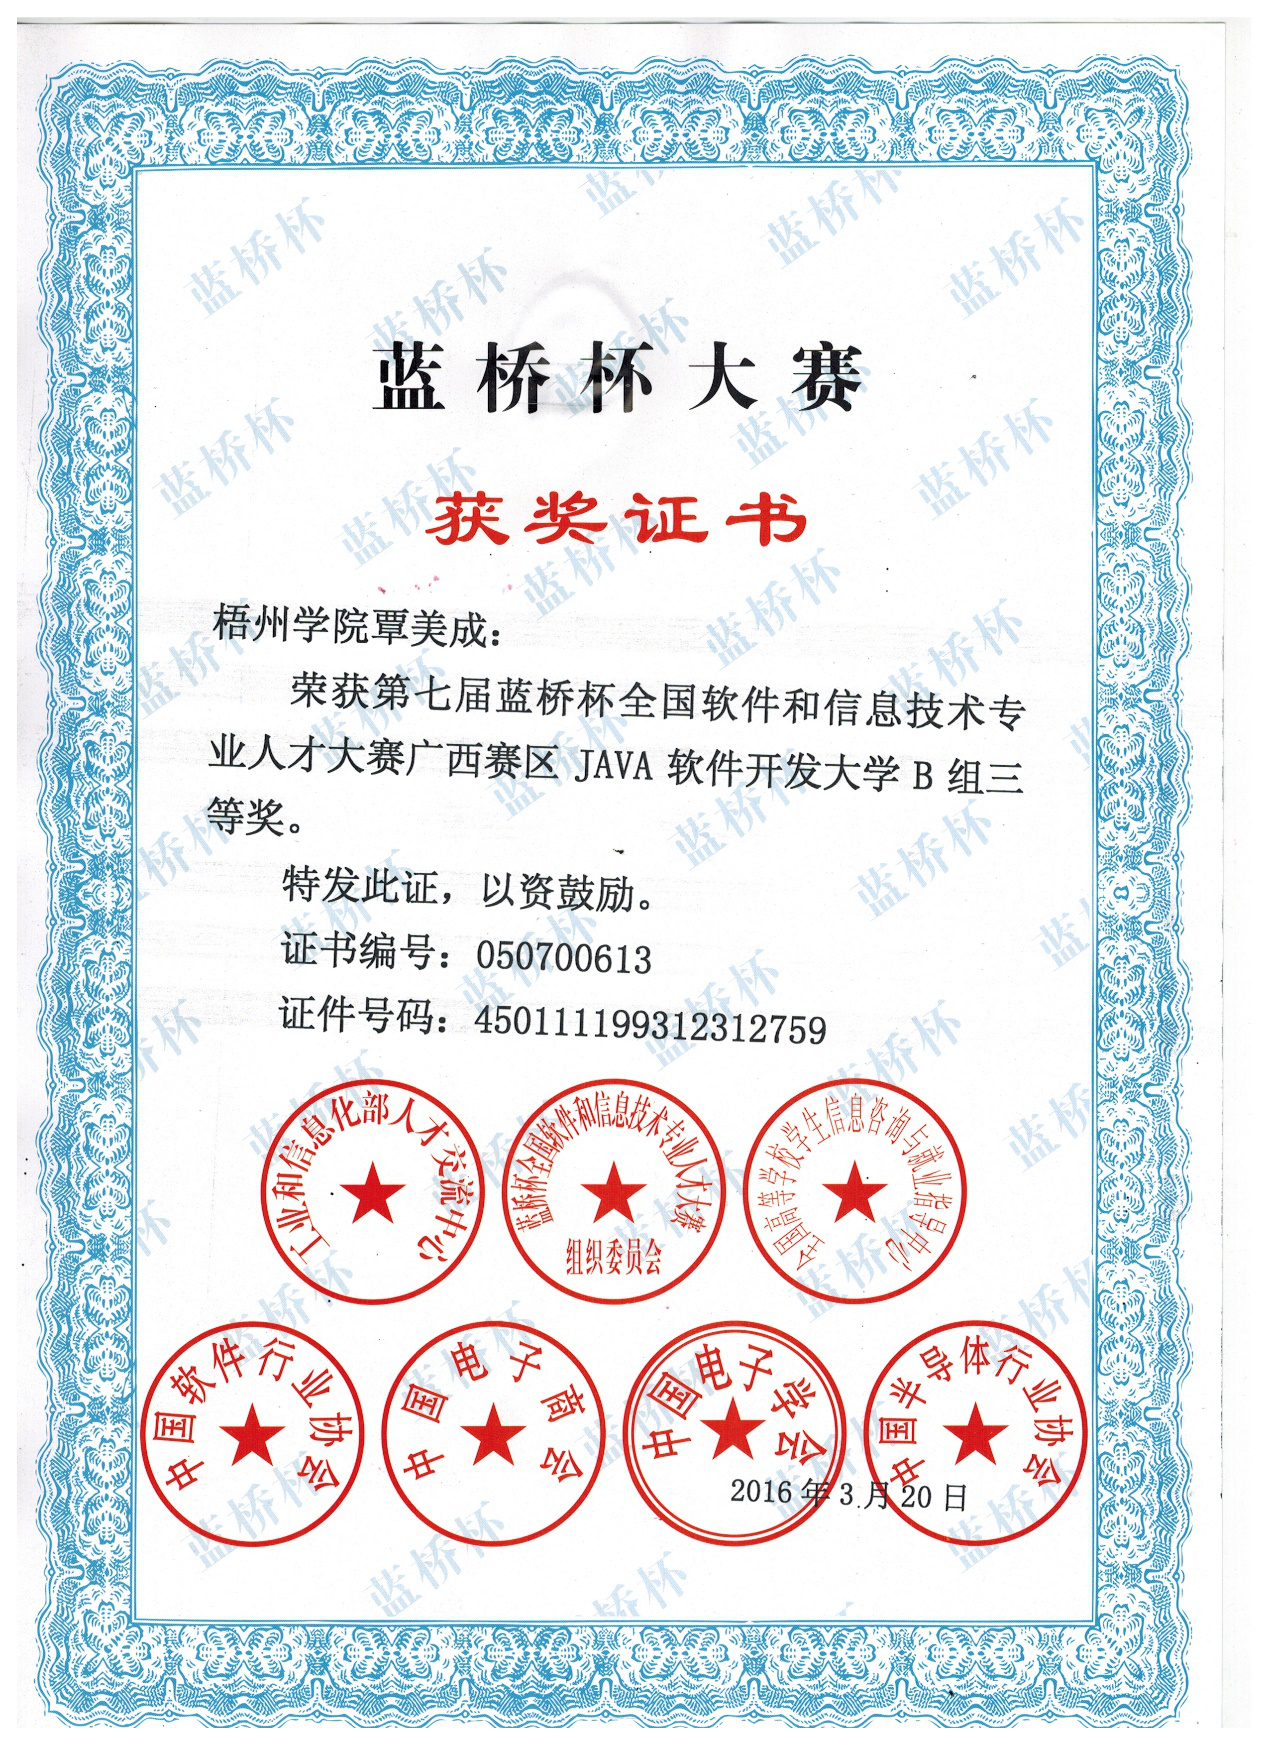 蓝桥杯大赛
获奖证书
梧州学院覃美成：
荣获第七届蓝桥杯全国软件和信息技术专
业人才大赛广西赛区 JAVA 软件开发大学 B 组三
等奖。
特发此证，以资鼓励。
证书编号：050700613
证件号码：450111199312312759
工业和信息化部人才交流中心
蓝桥杯全国软件和信息技术专业人才大赛
组织委员会
全国高等学校学生信息咨询与就业指导中心
中国软件行业协会
中国电子商会
中国电子学会
中国半导体行业协会
2016 年 3 月 20 日